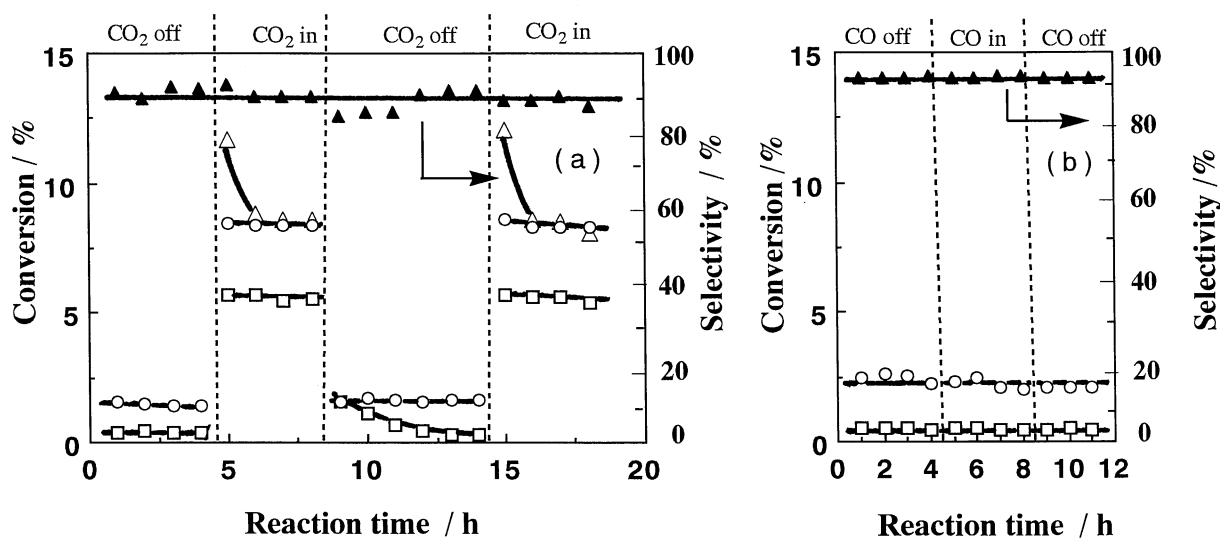 CO2 off CO2 in CO2 off CO2 in
15
10
5
0
0 5 10 15 20
100
80
60
40
20
0
Conversion / %
Selectivity / %
Reaction time / h
(a)
CO off CO in CO off
15
10
5
0
0 2 4 6 8 10 12
100
80
60
40
20
0
Conversion / %
Selectivity / %
Reaction time / h
(b)